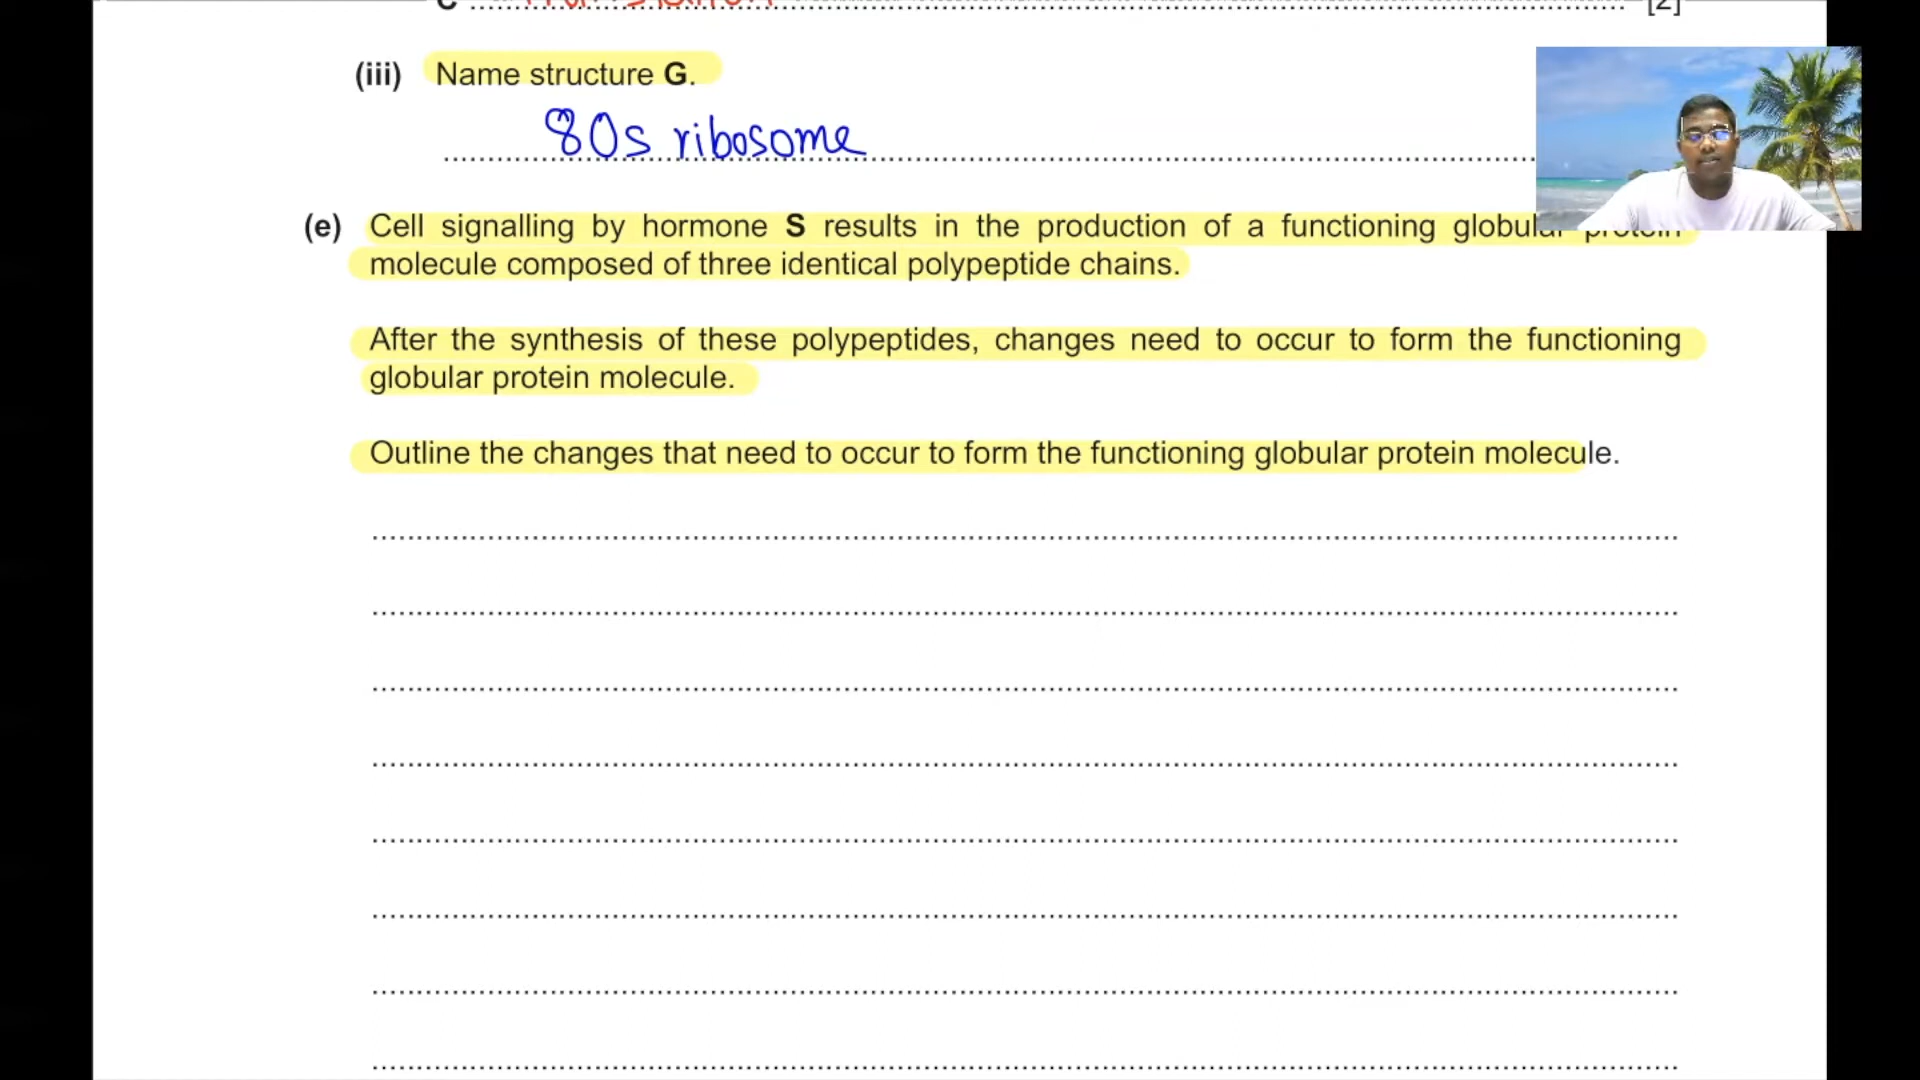 C [2]
(iii) Name structure G.
80s ribosome
(e) Cell signalling by hormone S results in the production of a functioning globular protein
molecule composed of three identical polypeptide chains.
After the synthesis of these polypeptides, changes need to occur to form the functioning
globular protein molecule.
Outline the changes that need to occur to form the functioning globular protein molecule.